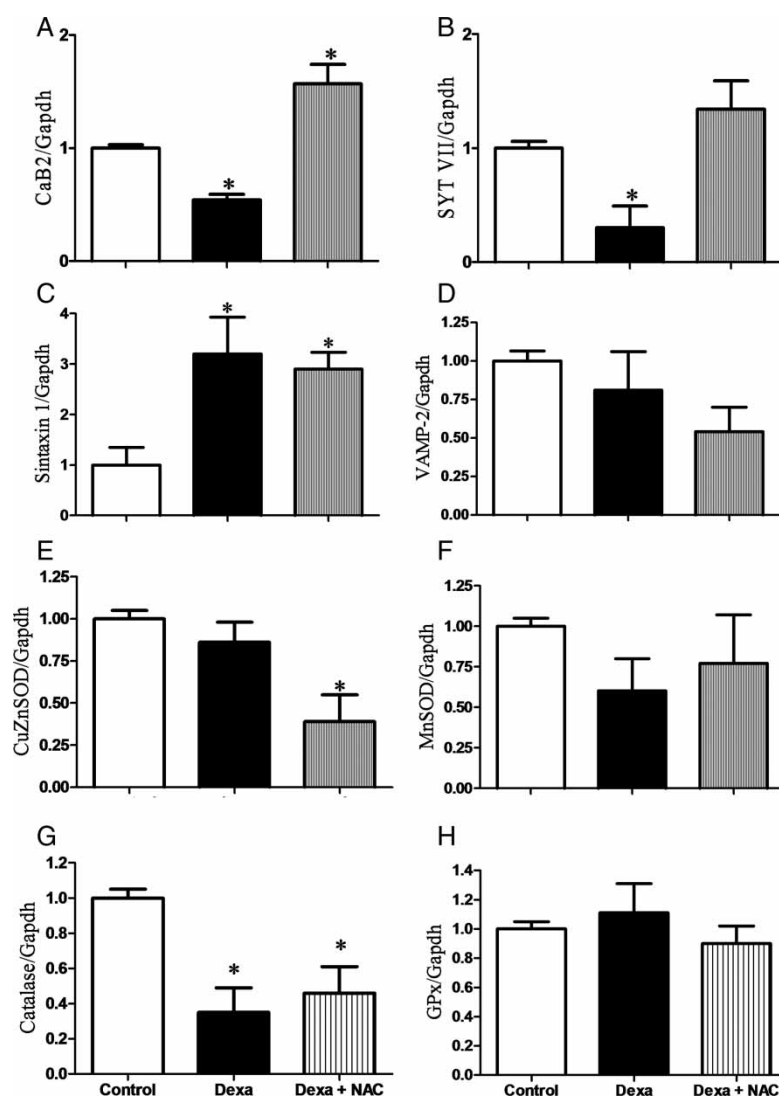 A
2
1
0
CaB2/Gapdh
*
*
B
2
1
2
SYT VII/Gapdh
*
C
4
3
2
1
0
Sintaxin 1/Gapdh
*
*
D
1.25
1.00
0.75
0.50
0.25
0.00
VAMP-2/Gapdh
E
1.25
1.00
0.75
0.50
0.25
0.00
CuZnSOD/Gapdh
*
F
1.25
1.00
0.75
0.50
0.25
0.00
MnSOD/Gapdh
G
1.2
1.0
0.8
0.6
0.4
0.2
0.0
Catalase/Gapdh
*
*
Control Dexa Dexa + NAC
H
1.4
1.2
1.0
0.8
0.6
0.4
0.2
0.0
GPx/Gapdh
Control Dexa Dexa + NAC